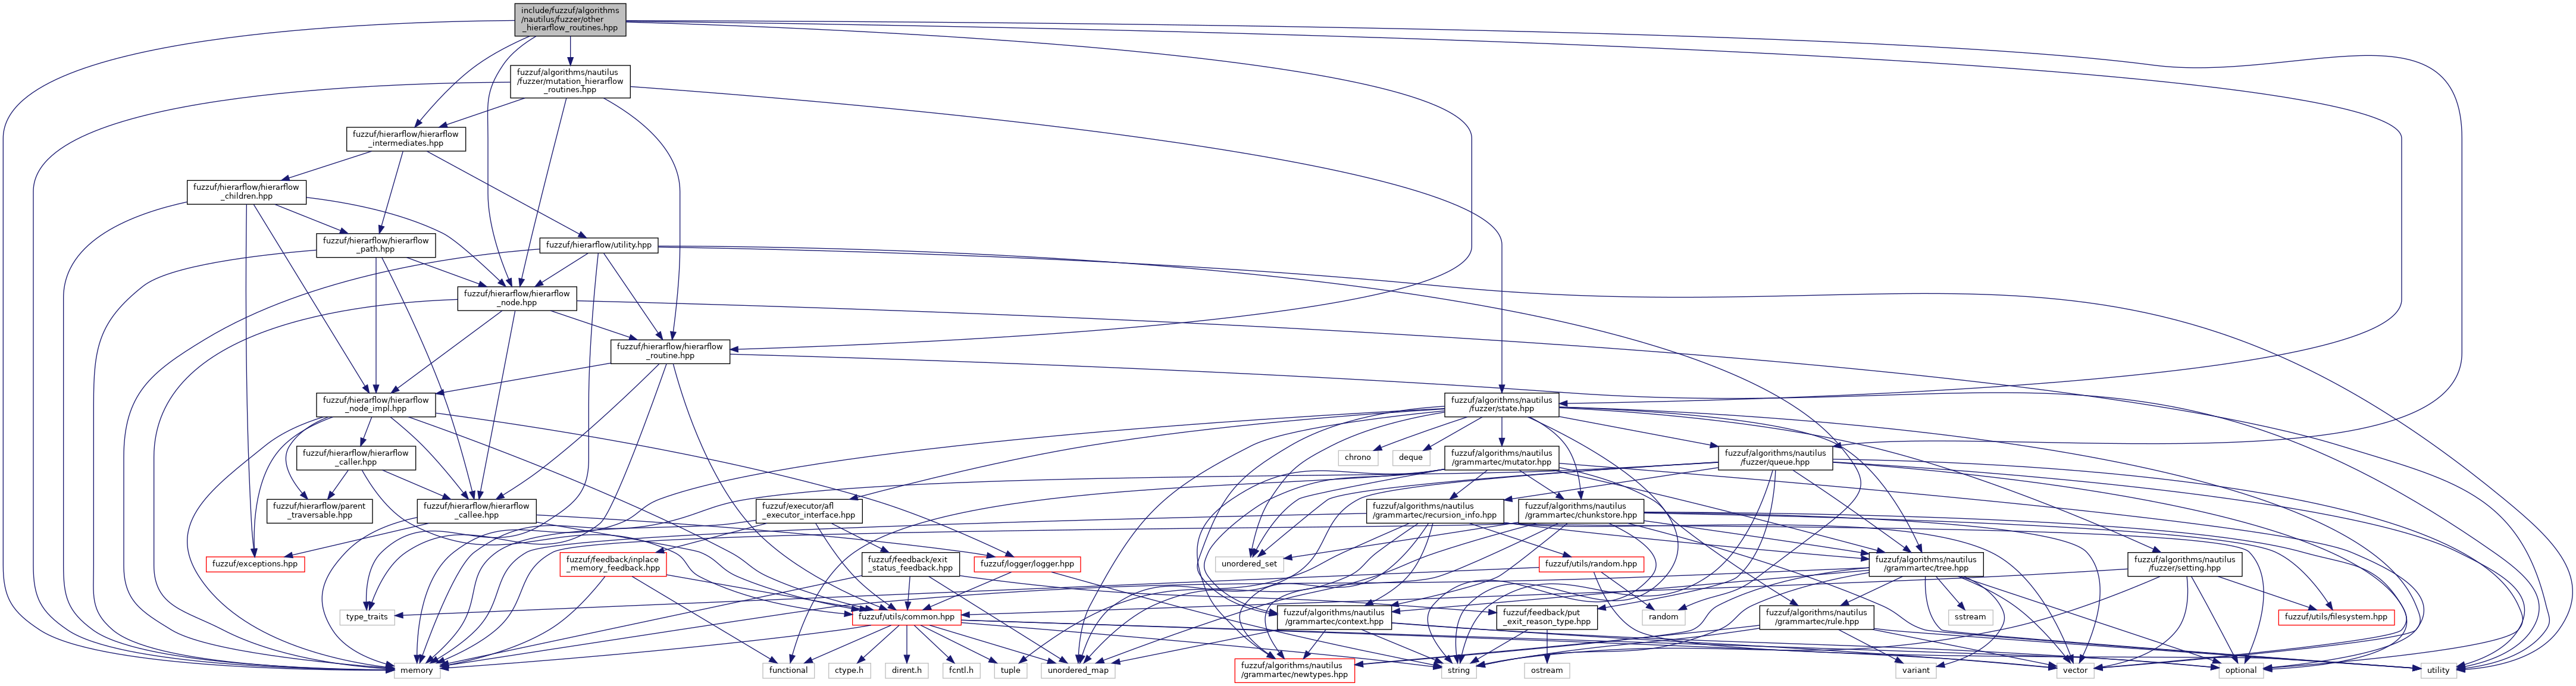 include/fuzzuf/algorithms
/nautilus/fuzzer/other
_hierarflow_routines.hpp
fuzzuf/algorithms/nautilus
/fuzzer/mutation_hierarflow
_routines.hpp
fuzzuf/hierarflow/hierarflow
_intermediates.hpp
fuzzuf/hierarflow/hierarflow
_children.hpp
fuzzuf/hierarflow/hierarflow
_path.hpp
fuzzuf/hierarflow/utility.hpp
fuzzuf/hierarflow/hierarflow
_node.hpp
fuzzuf/hierarflow/hierarflow
_routine.hpp
fuzzuf/hierarflow/hierarflow
_node_impl.hpp
fuzzuf/algorithms/nautilus
/fuzzer/state.hpp
fuzzuf/hierarflow/hierarflow
_caller.hpp
chrono
deque
fuzzuf/algorithms/nautilus
/grammartec/mutator.hpp
fuzzuf/algorithms/nautilus
/fuzzer/queue.hpp
fuzzuf/hierarflow/parent
_traversable.hpp
fuzzuf/hierarflow/hierarflow
_callee.hpp
fuzzuf/executor/afl
_executor_interface.hpp
fuzzuf/algorithms/nautilus
/grammartec/recursion_info.hpp
fuzzuf/algorithms/nautilus
/grammartec/chunkstore.hpp
fuzzuf/exceptions.hpp
fuzzuf/feedback/inplace
_memory_feedback.hpp
fuzzuf/feedback/exit
_status_feedback.hpp
fuzzuf/logger/logger.hpp
unordered_set
fuzzuf/utils/random.hpp
fuzzuf/algorithms/nautilus
/grammartec/tree.hpp
fuzzuf/algorithms/nautilus
/fuzzer/setting.hpp
type_traits
fuzzuf/utils/common.hpp
fuzzuf/algorithms/nautilus
/grammartec/context.hpp
fuzzuf/feedback/put
_exit_reason_type.hpp
random
fuzzuf/algorithms/nautilus
/grammartec/rule.hpp
sstream
fuzzuf/utils/filesystem.hpp
memory
functional
ctype.h
dirent.h
fcntl.h
tuple
unordered_map
fuzzuf/algorithms/nautilus
/grammartec/newtypes.hpp
string
ostream
variant
vector
optional
utility